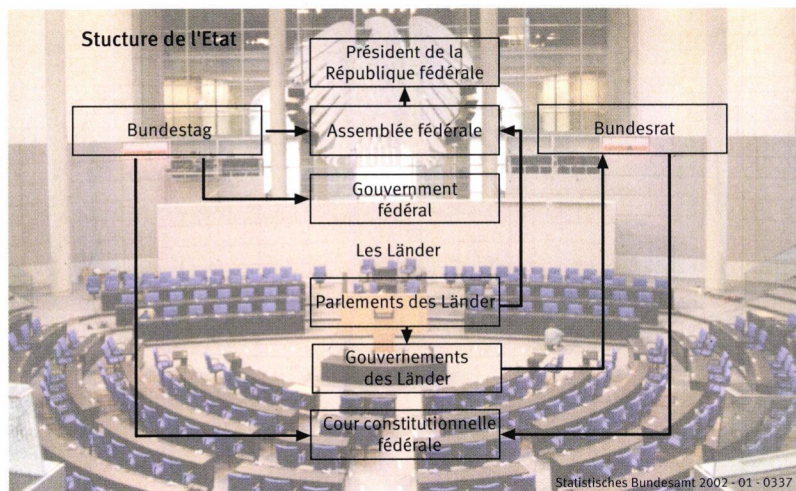 Stucture de l'Etat
Président de la
République fédérale
Bundestag
Assemblée fédérale
Bundesrat
Gouvernment
fédéral
Les Länder
Parlements des Länder
Gouvernements
des Länder
Cour constitutionnelle
fédérale
Statistisches Bundesamt 2002 - 01 - 0337